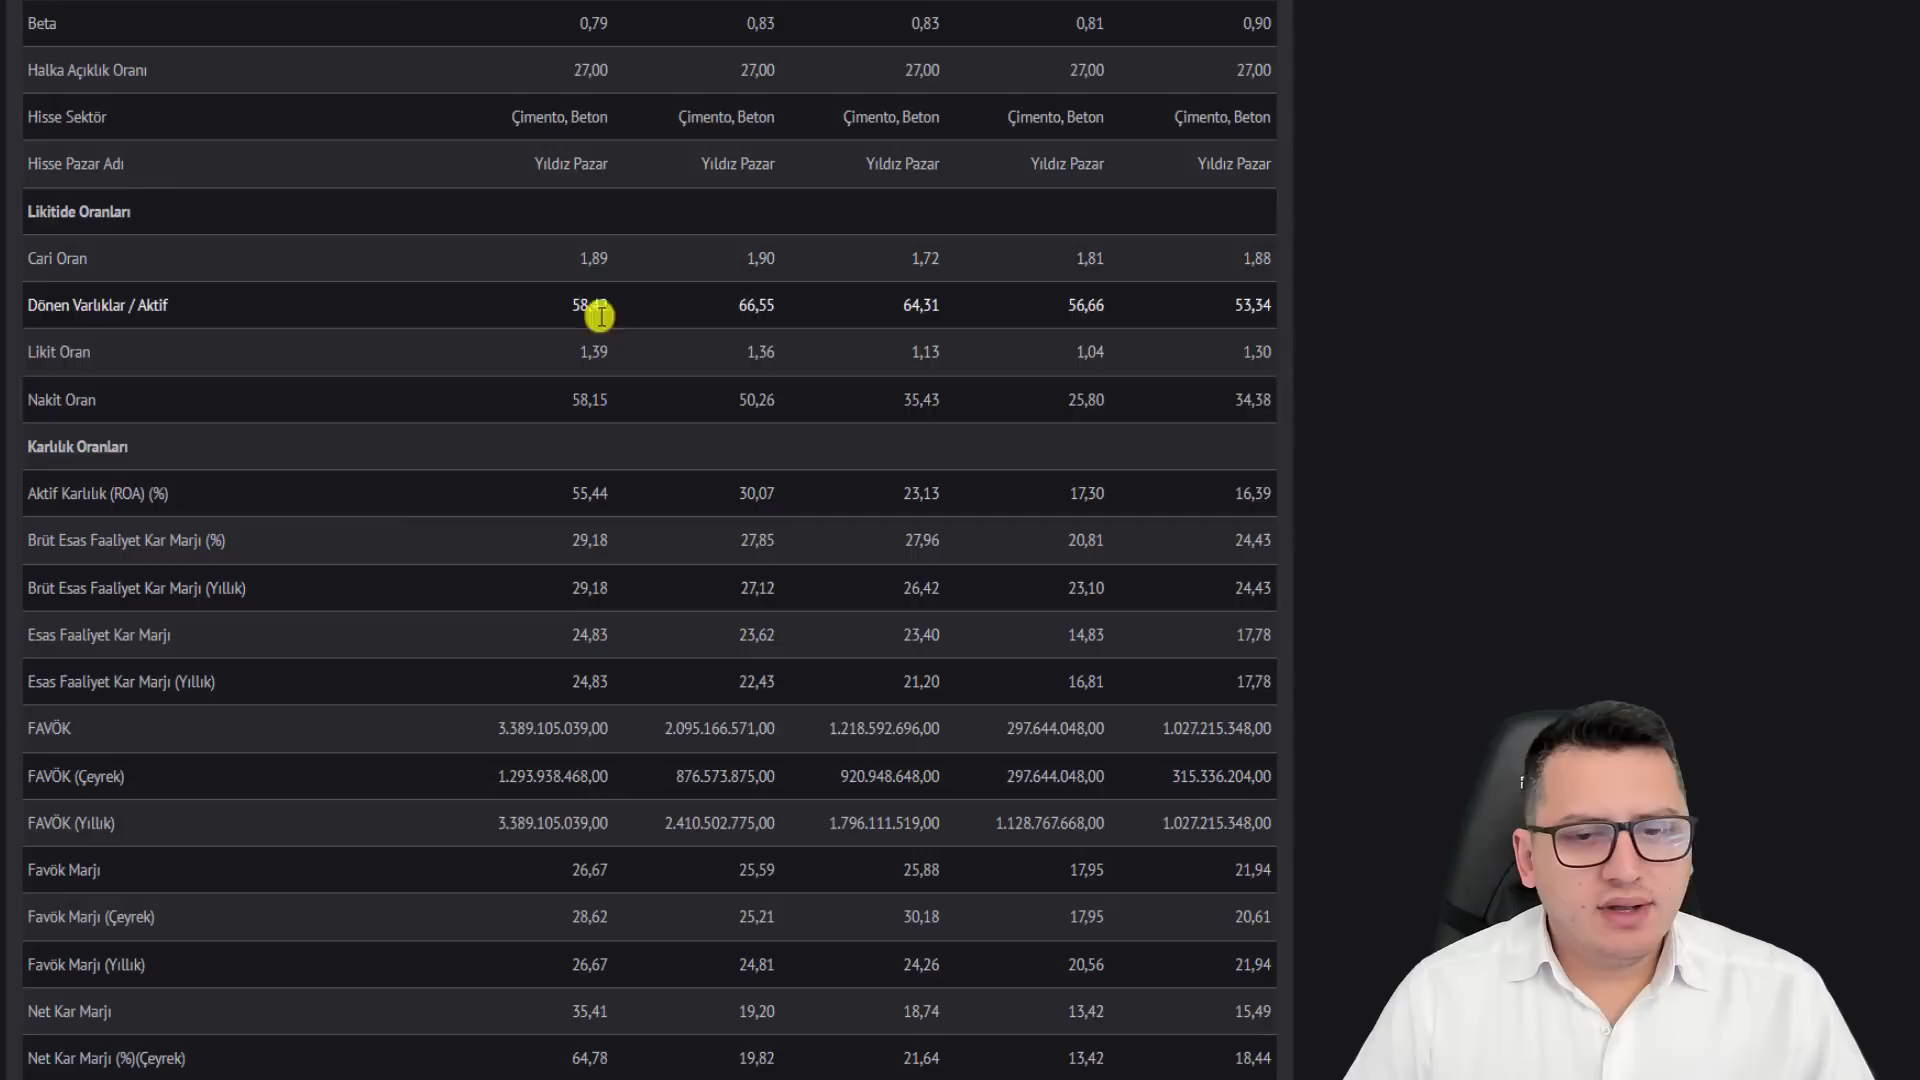 Beta 0,79 0,83 0,83 0,81 0,90
Halka Açıklık Oranı 27,00 27,00 27,00 27,00 27,00
Hisse Sektör Çimento, Beton Çimento, Beton Çimento, Beton Çimento, Beton Çimento, Beton
Hisse Pazar Adı Yıldız Pazar Yıldız Pazar Yıldız Pazar Yıldız Pazar Yıldız Pazar
Likitide Oranları
Cari Oran 1,89 1,90 1,72 1,81 1,88
Dönen Varlıklar / Aktif 66,55 64,31 56,66 53,34
Likit Oran 1,39 1,36 1,13 1,04 1,30
Nakit Oran 58,15 50,26 35,43 25,80 34,38
Karlılık Oranları
Aktif Karlılık (ROA) (%) 55,44 30,07 23,13 17,30 16,39
Brüt Esas Faaliyet Kar Marjı (%) 29,18 27,85 27,96 20,81 24,43
Brüt Esas Faaliyet Kar Marjı (Yıllık) 29,18 27,12 26,42 23,10 24,43
Esas Faaliyet Kar Marjı 24,83 23,62 23,40 14,83 17,78
Esas Faaliyet Kar Marjı (Yıllık) 24,83 22,43 21,20 16,81 17,78
FAVÖK 3.389.105.039,00 2.095.166.571,00 1.218.592.696,00 297.644.048,00 1.027.215.348,00
FAVÖK (Çeyrek) 1.293.938.468,00 876.573.875,00 920.948.648,00 297.644.048,00 315.336.204,00
FAVÖK (Yıllık) 3.389.105.039,00 2.410.502.775,00 1.796.111.519,00 1.128.767.668,00 1.027.215.348,00
Favök Marjı 26,67 25,59 25,88 17,95 21,94
Favök Marjı (Çeyrek) 28,62 25,21 30,18 17,95 20,61
Favök Marjı (Yıllık) 26,67 24,81 24,26 20,56 21,94
Net Kar Marjı 35,41 19,20 18,74 13,42 15,49
Net Kar Marjı (%)(Çeyrek) 64,78 19,82 21,64 13,42 18,44